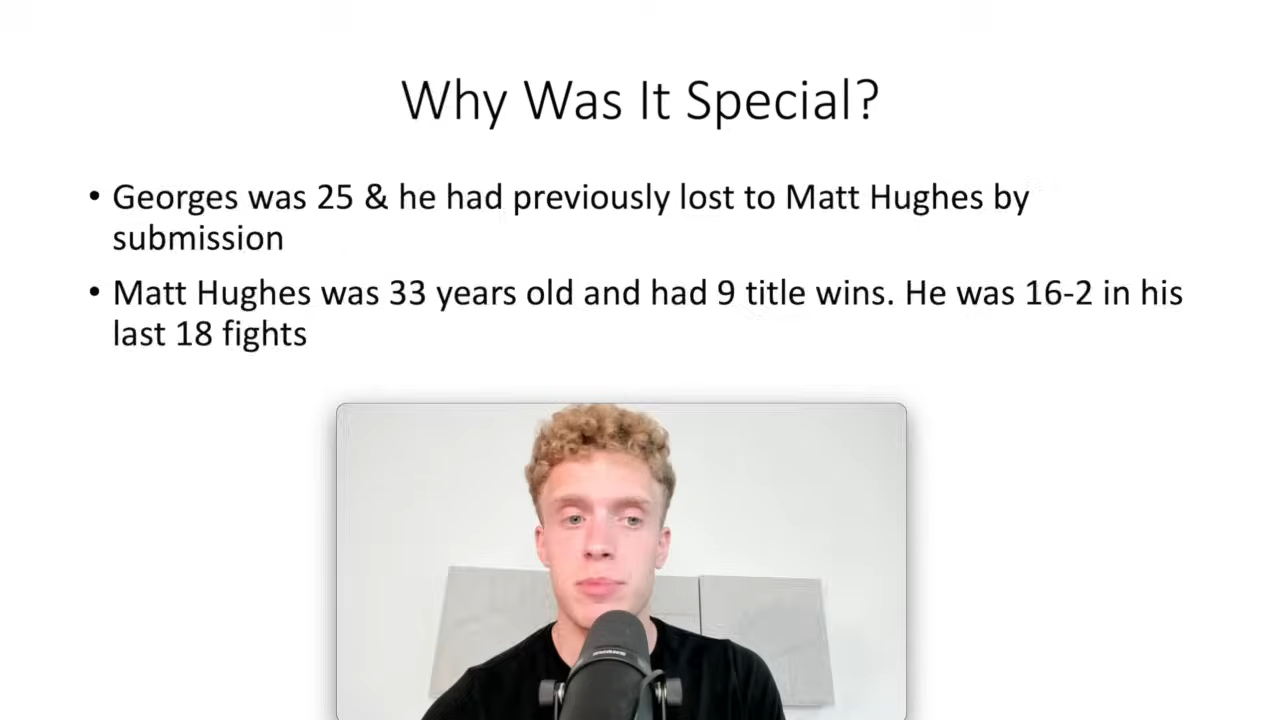 Why Was It Special?
• Georges was 25 & he had previously lost to Matt Hughes by
submission
• Matt Hughes was 33 years old and had 9 title wins. He was 16-2 in his
last 18 fights